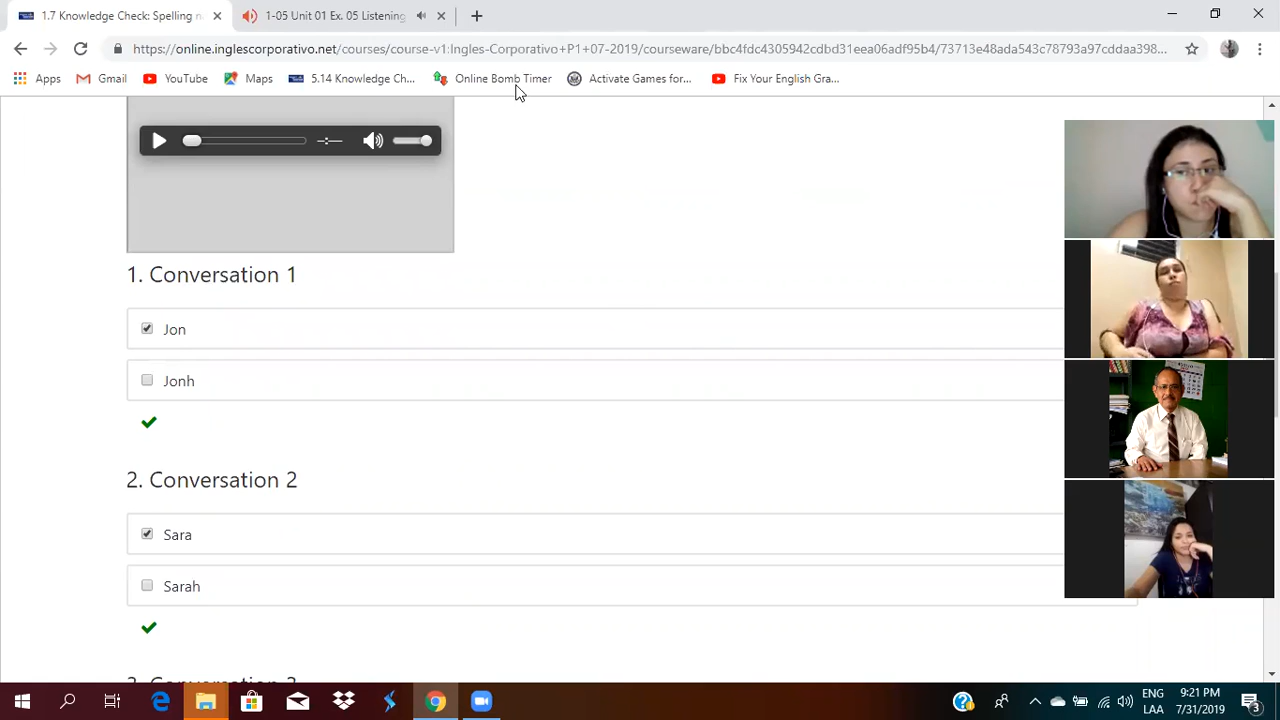 1.7 Knowledge Check: Spelling n
1-05 Unit 01 Ex. 05 Listening
https://online.inglescorporativo.net/courses/course-v1:Ingles-Corporativo+P1+07-2019/courseware/bbc4fdc4305942cdbd31eea06adf95b4/73713e48ada543c78793a97cddaa398...
Apps
Gmail
YouTube
Maps
5.14 Knowledge Ch...
Online Bomb Timer
Activate Games for...
Fix Your English Gra...
1. Conversation 1
Jon
Jonh
2. Conversation 2
Sara
Sarah
ENG
9:21 PM
LAA
7/31/2019
3